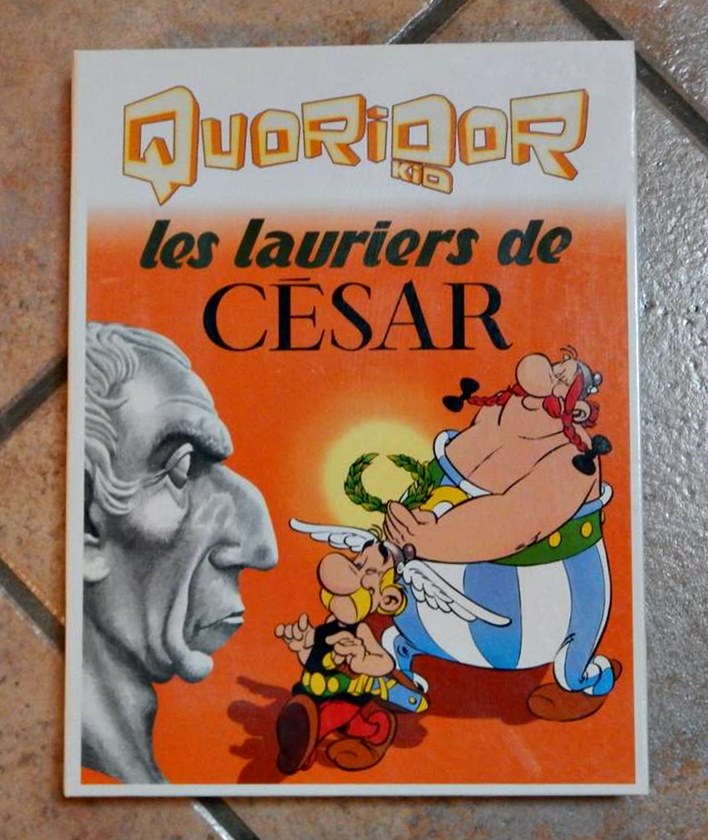 QUORIDOR
KID
les lauriers de
CÉSAR